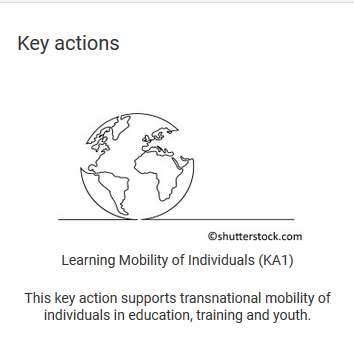 Key actions
©shutterstock.com
Learning Mobility of Individuals (KA1)
This key action supports transnational mobility of
individuals in education, training and youth.